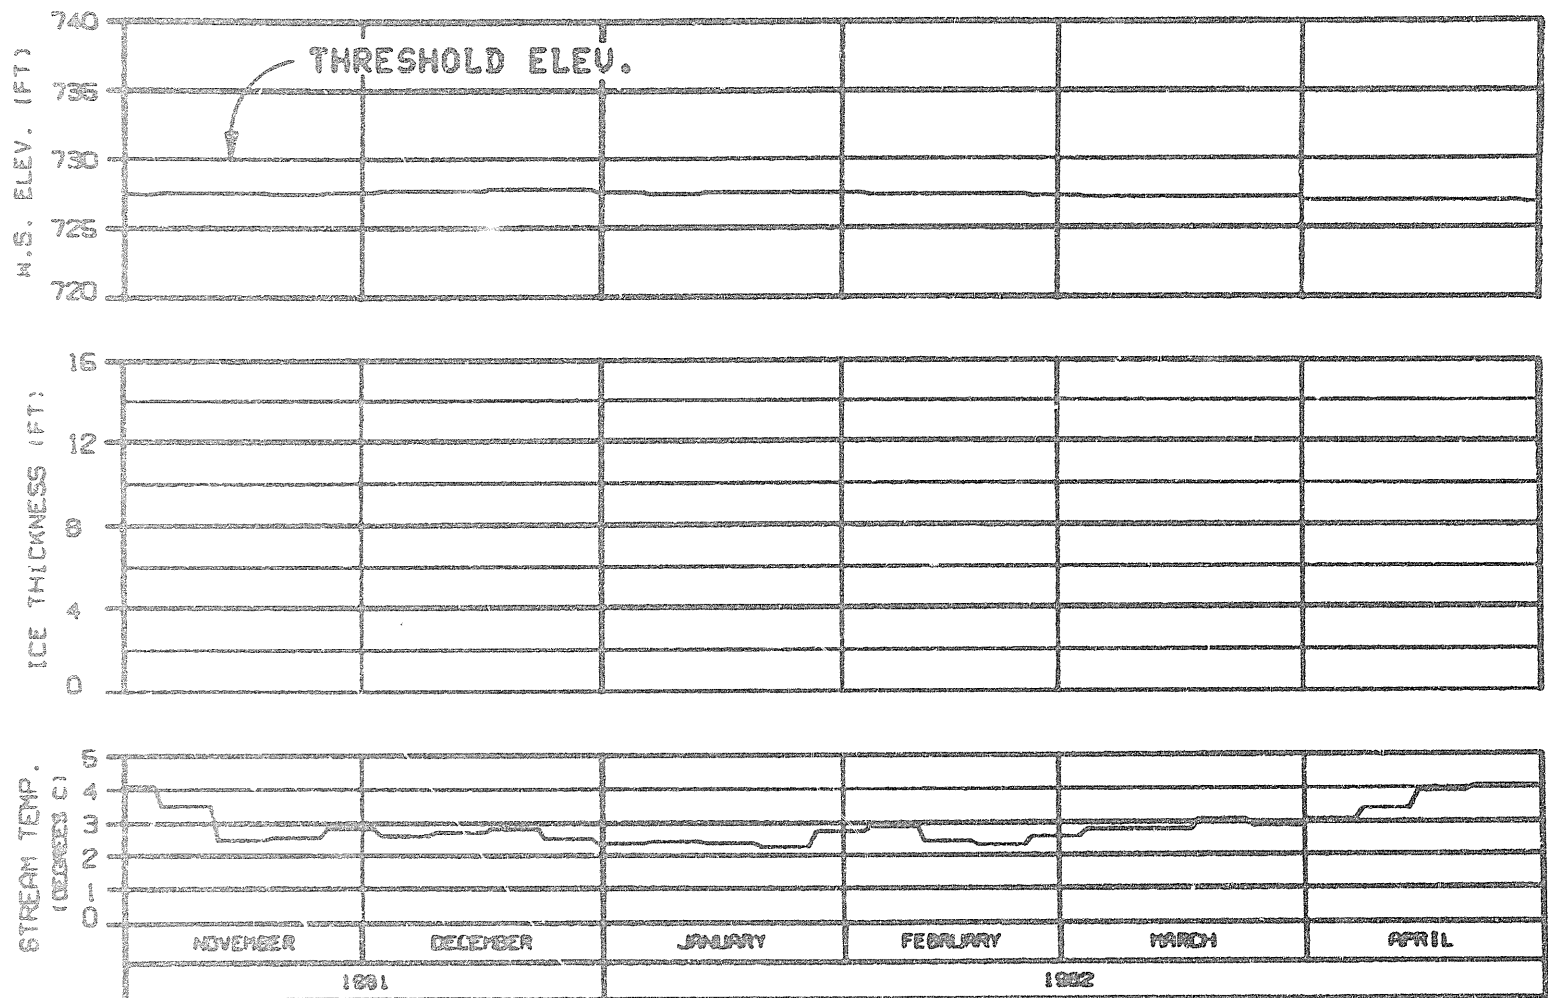 740
THRESHOLD ELEV.
735
730
725
720
W.S. ELEV. (FT)
16
12
8
4
0
ICE THICKNESS (FT)
5
4
3
2
1
0
STREAM TEMP.
(DEGREES C)
NOVEMBER DECEMBER JANUARY FEBRUARY MARCH APRIL
1981 1982